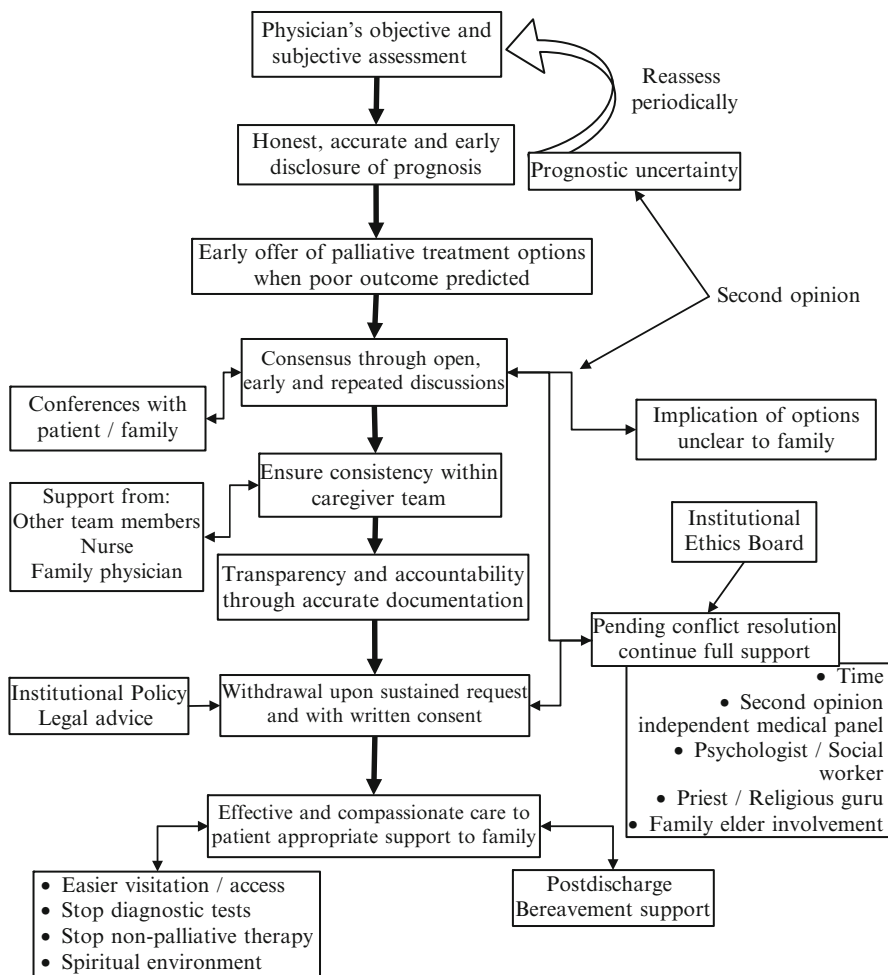 Physician’s objective and
subjective assessment
Reassess
periodically
Honest, accurate and early
disclosure of prognosis
Prognostic uncertainty
Early offer of palliative treatment options
when poor outcome predicted
Second opinion
Consensus through open,
early and repeated discussions
Conferences with
patient / family
Implication of options
unclear to family
Ensure consistency within
caregiver team
Support from:
Other team members
Nurse
Family physician
Institutional
Ethics Board
Transparency and accountability
through accurate documentation
Pending conflict resolution
continue full support
• Time
• Second opinion
independent medical panel
• Psychologist / Social
worker
• Priest / Religious guru
• Family elder involvement
Institutional Policy
Legal advice
Withdrawal upon sustained request
and with written consent
Effective and compassionate care to
patient appropriate support to family
• Easier visitation / access
• Stop diagnostic tests
• Stop non-palliative therapy
• Spiritual environment
Postdischarge
Bereavement support